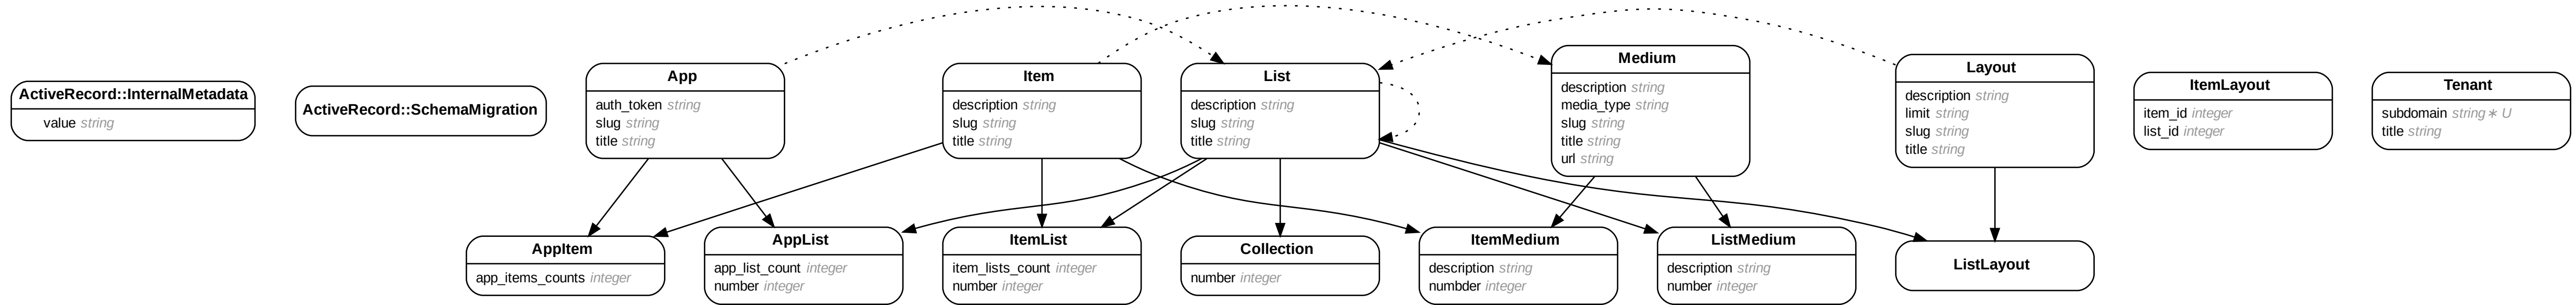 ActiveRecord::InternalMetadata
value string
ActiveRecord::SchemaMigration
App
auth_token string
slug string
title string
Item
description string
slug string
title string
List
description string
slug string
title string
Medium
description string
media_type string
slug string
title string
url string
Layout
description string
limit string
slug string
title string
ItemLayout
item_id integer
list_id integer
Tenant
subdomain string∗ U
title string
AppItem
app_items_counts integer
AppList
app_list_count integer
number integer
ItemList
item_lists_count integer
number integer
Collection
number integer
ItemMedium
description string
numbder integer
ListMedium
description string
number integer
ListLayout